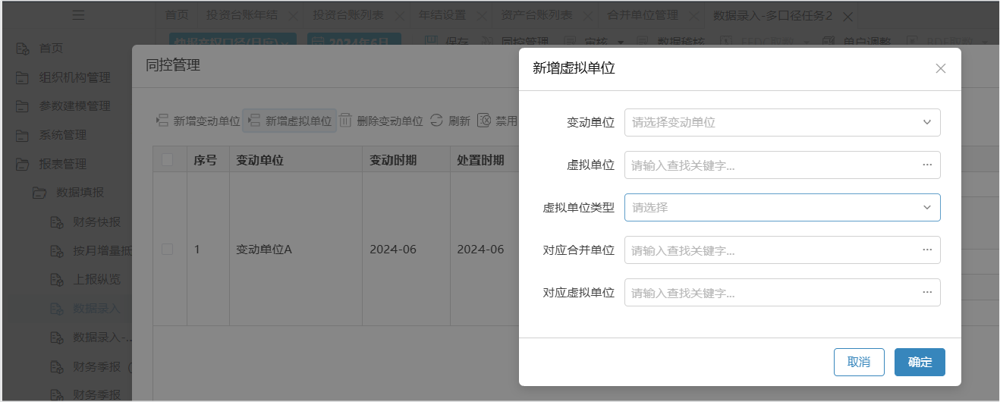 首页 投资台账年结 投资台账列表 年结设置 资产台账列表 合并单位管理 数据录入-多口径任务2
2024年6月 保存 同控管理 审核 数据稽核 单户调整
首页
组织机构管理
参数建模管理
系统管理
报表管理
数据填报
财务快报
按月增量抵
上报纵览
数据录入
数据录入-...
财务季报 (
财务季报
同控管理
新增变动单位 新增虚拟单位 删除变动单位 刷新 禁用
序号 变动单位 变动时期 处置时期
1 变动单位A 2024-06 2024-06
新增虚拟单位
变动单位 请选择变动单位
虚拟单位 请输入查找关键字...
虚拟单位类型 请选择
对应合并单位 请输入查找关键字...
对应虚拟单位 请输入查找关键字...
取消 确定